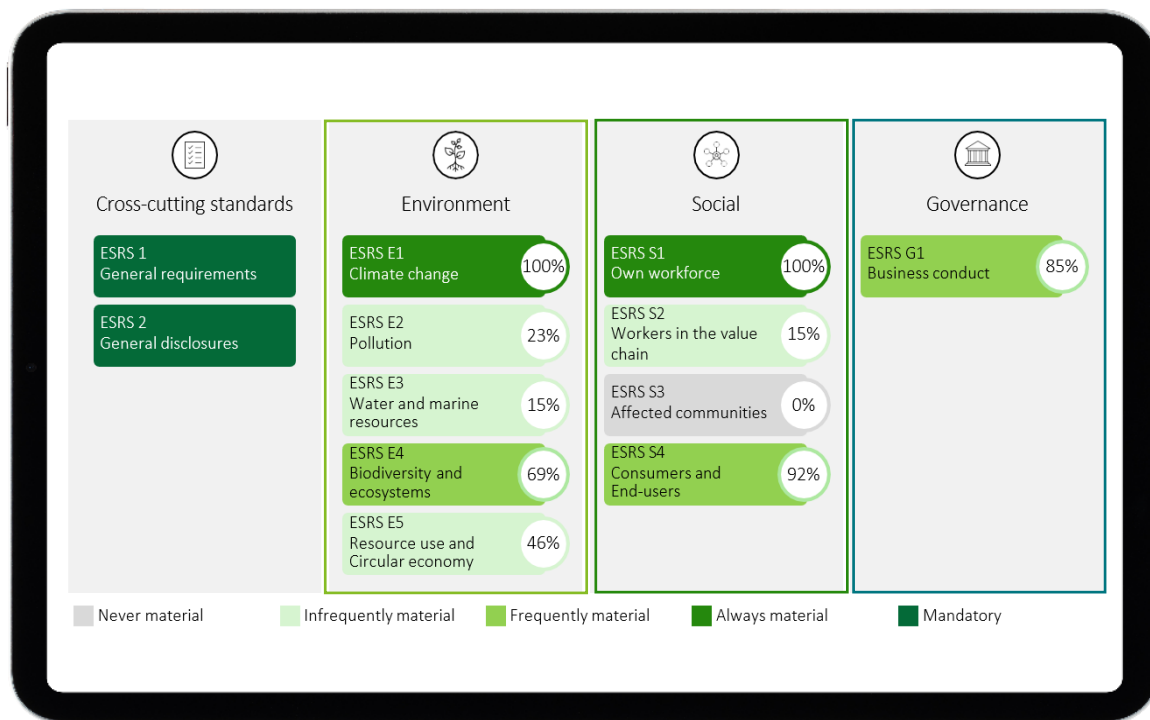 Cross-cutting standards
ESRS 1
General requirements
ESRS 2
General disclosures
Environment
ESRS E1
Climate change
100%
ESRS E2
Pollution
23%
ESRS E3
Water and marine
resources
15%
ESRS E4
Biodiversity and
ecosystems
69%
ESRS E5
Resource use and
Circular economy
46%
Social
ESRS S1
Own workforce
100%
ESRS S2
Workers in the value
chain
15%
ESRS S3
Affected communities
0%
ESRS S4
Consumers and
End-users
92%
Governance
ESRS G1
Business conduct
85%
Never material
Infrequently material
Frequently material
Always material
Mandatory